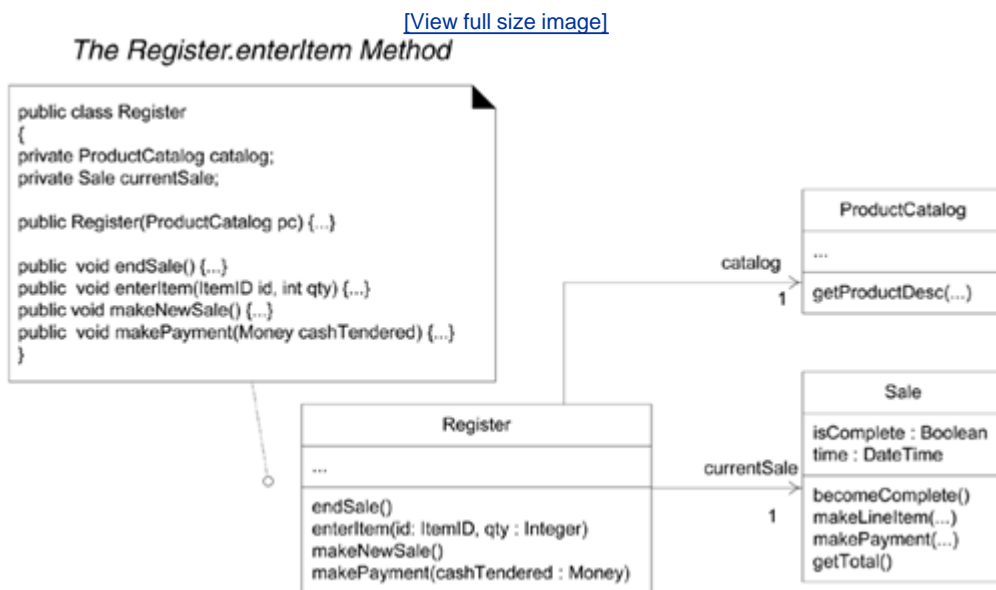 [View full size image]
The Register.enterItem Method
public class Register
{
private ProductCatalog catalog;
private Sale currentSale;
public Register(ProductCatalog pc) {...}
public void endSale() {...}
public void enterItem(ItemID id, int qty) {...}
public void makeNewSale() {...}
public void makePayment(Money cashTendered) {...}
}
ProductCatalog
...
getProductDesc(...)
catalog
1
Sale
isComplete : Boolean
time : DateTime
becomeComplete()
makeLineItem(...)
makePayment(...)
getTotal()
currentSale
1
Register
...
endSale()
enterItem(id: ItemID, qty : Integer)
makeNewSale()
makePayment(cashTendered : Money)